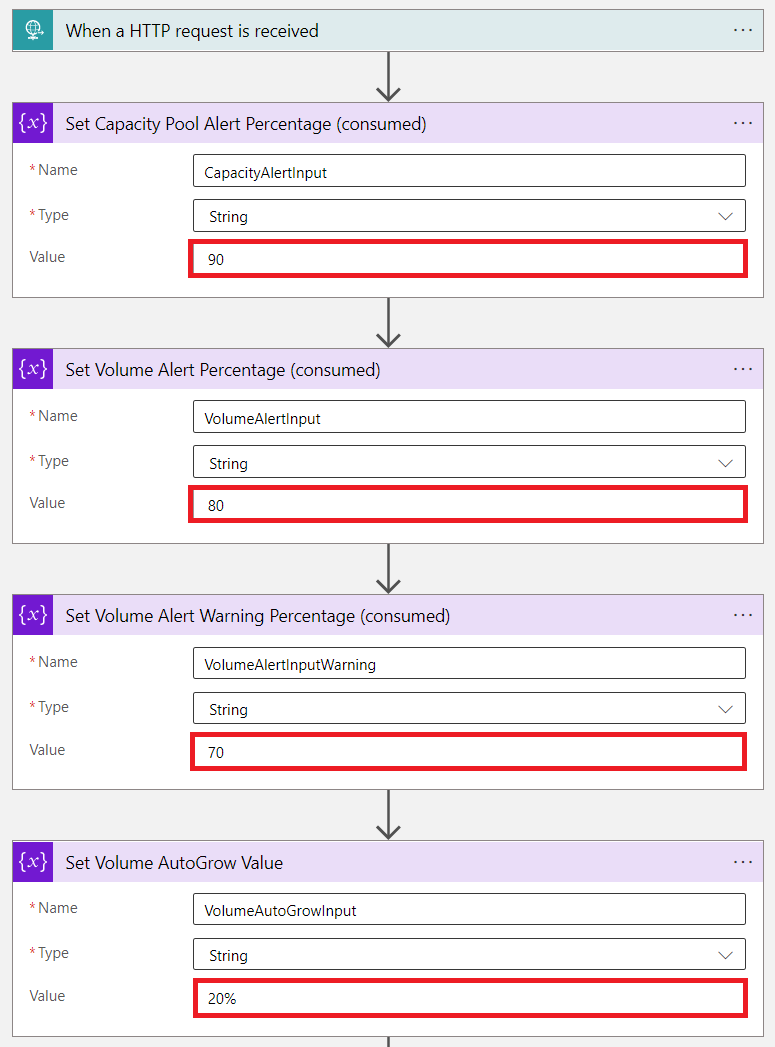 When a HTTP request is received ...
{x} Set Capacity Pool Alert Percentage (consumed) ...
* Name CapacityAlertInput
* Type String
Value 90
{x} Set Volume Alert Percentage (consumed) ...
* Name VolumeAlertInput
* Type String
Value 80
{x} Set Volume Alert Warning Percentage (consumed) ...
* Name VolumeAlertInputWarning
* Type String
Value 70
{x} Set Volume AutoGrow Value ...
* Name VolumeAutoGrowInput
* Type String
Value 20%